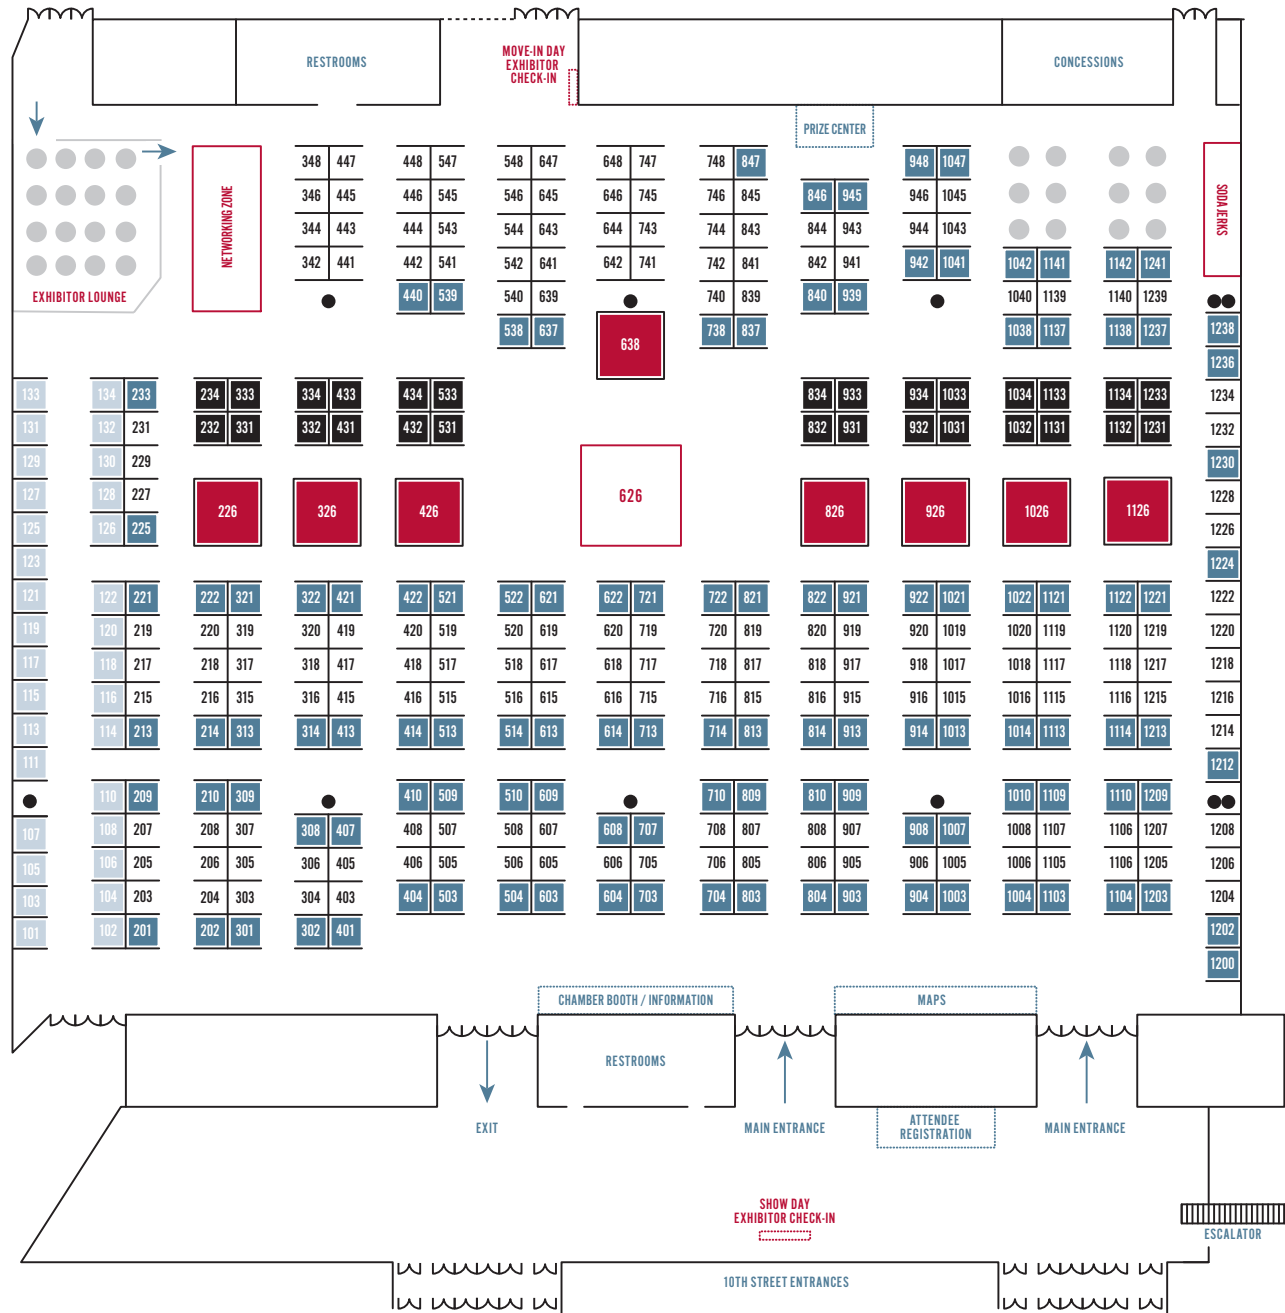 RESTROOMS
MOVE-IN DAY
EXHIBITOR
CHECK-IN
CONCESSIONS
PRIZE CENTER
NETWORKING ZONE
SODA JERKS
EXHIBITOR LOUNGE
348 447 448 547 548 647 648 747 748 847 948 1047
346 445 446 545 546 645 646 745 746 845 846 945 946 1045
344 443 444 543 544 643 644 743 744 843 844 943 944 1043
342 441 442 541 542 641 642 741 742 841 842 941 942 1041 1042 1141 1142 1241
440 539 540 639 740 839 840 939 1040 1139 1140 1239
538 637 638 738 837 1038 1137 1138 1237 1238
1236
133 134 233 234 333 334 433 434 533 834 933 934 1033 1034 1133 1134 1233 1234
131 132 231 232 331 332 431 432 531 832 931 932 1031 1032 1131 1132 1231 1232
129 130 229 1230
127 128 227 626 1228
226 326 426 826 926 1026 1126
125 126 225 1226
123 1224
121 122 221 222 321 322 421 422 521 522 621 622 721 722 821 822 921 922 1021 1022 1121 1122 1221 1222
119 120 219 220 319 320 419 420 519 520 619 620 719 720 819 820 919 920 1019 1020 1119 1120 1219 1220
117 118 217 218 317 318 417 418 517 518 617 618 717 718 817 818 917 918 1017 1018 1117 1118 1217 1218
115 116 215 216 315 316 415 416 515 516 615 616 715 716 815 816 915 916 1015 1016 1115 1116 1215 1216
113 114 213 214 313 314 413 414 513 514 613 614 713 714 813 814 913 914 1013 1014 1113 1114 1213 1214
111 1212
110 209 210 309 410 509 510 609 710 809 810 909 1010 1109 1110 1209
107 108 207 208 307 308 407 408 507 508 607 608 707 708 807 808 907 908 1007 1008 1107 1106 1207 1208
105 106 205 206 305 306 405 406 505 506 605 606 705 706 805 806 905 906 1005 1006 1105 1106 1205 1206
103 104 203 204 303 304 403 404 503 504 603 604 703 704 803 804 903 904 1003 1004 1103 1104 1203 1204
101 102 201 202 301 302 401 1202
1200
CHAMBER BOOTH / INFORMATION
MAPS
RESTROOMS
EXIT
MAIN ENTRANCE
ATTENDEE
REGISTRATION
MAIN ENTRANCE
SHOW DAY
EXHIBITOR CHECK-IN
ESCALATOR
10TH STREET ENTRANCES